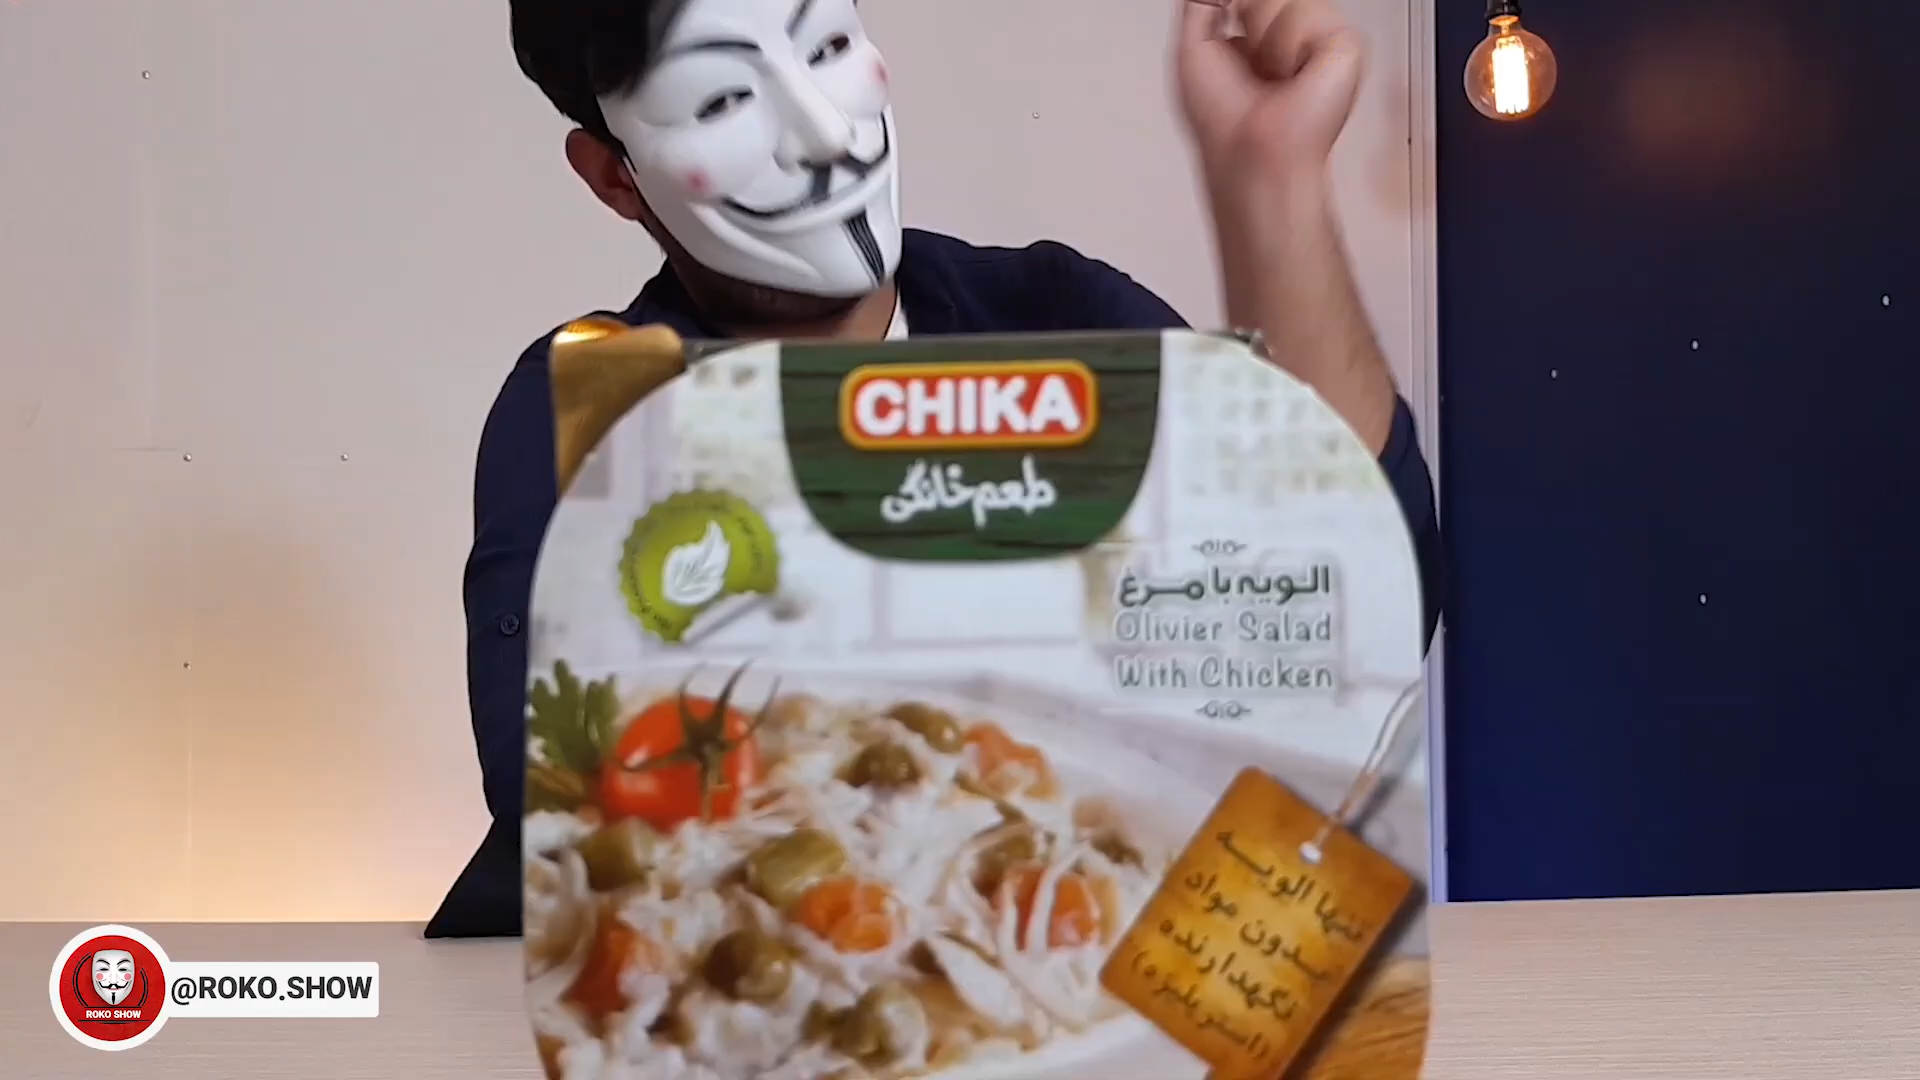 CHIKA
طعم خانگی
الویه با مرغ
Olivier Salad
With Chicken
تنها الویه
بدون مواد
نگهدارنده
(استریلیزه)
ROKO SHOW
@ROKO.SHOW